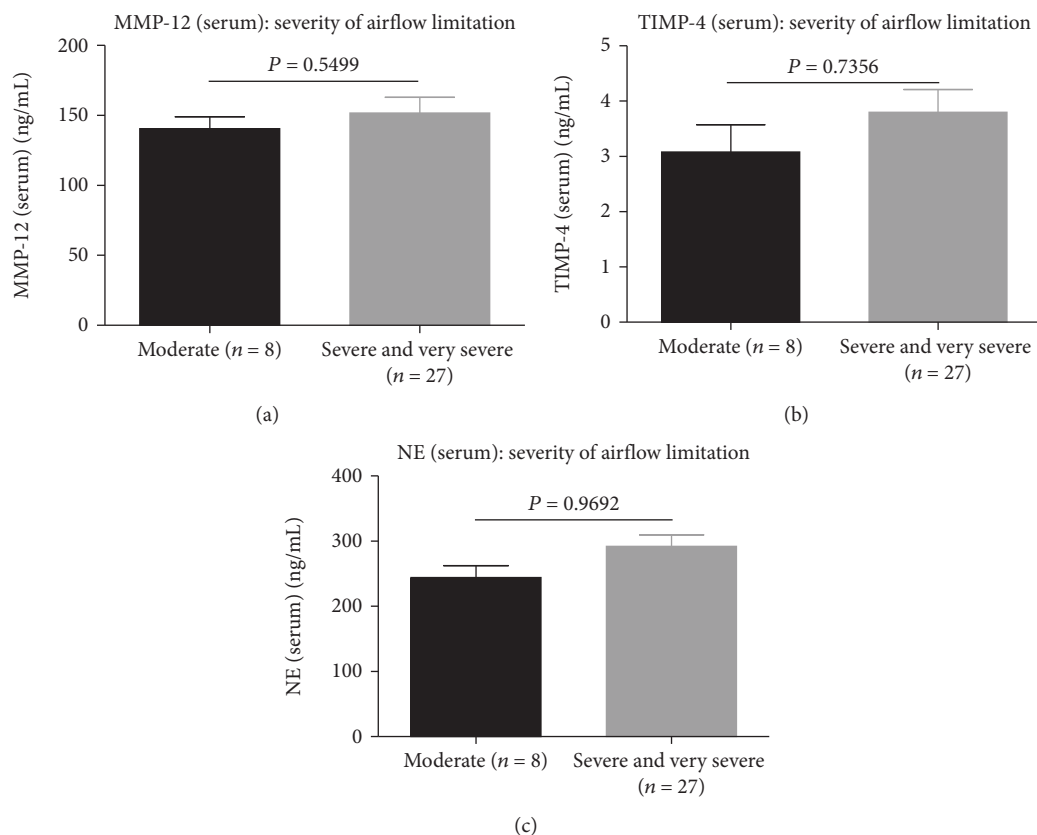 MMP-12 (serum): severity of airflow limitation
MMP-12 (serum) (ng/mL)
200
150
100
50
0
P = 0.5499
Moderate (n = 8)
Severe and very severe
(n = 27)
(a)
TIMP-4 (serum): severity of airflow limitation
TIMP-4 (serum) (ng/mL)
5
4
3
2
1
0
P = 0.7356
Moderate (n = 8)
Severe and very severe
(n = 27)
(b)
NE (serum): severity of airflow limitation
NE (serum) (ng/mL)
400
300
200
100
0
P = 0.9692
Moderate (n = 8)
Severe and very severe
(n = 27)
(c)